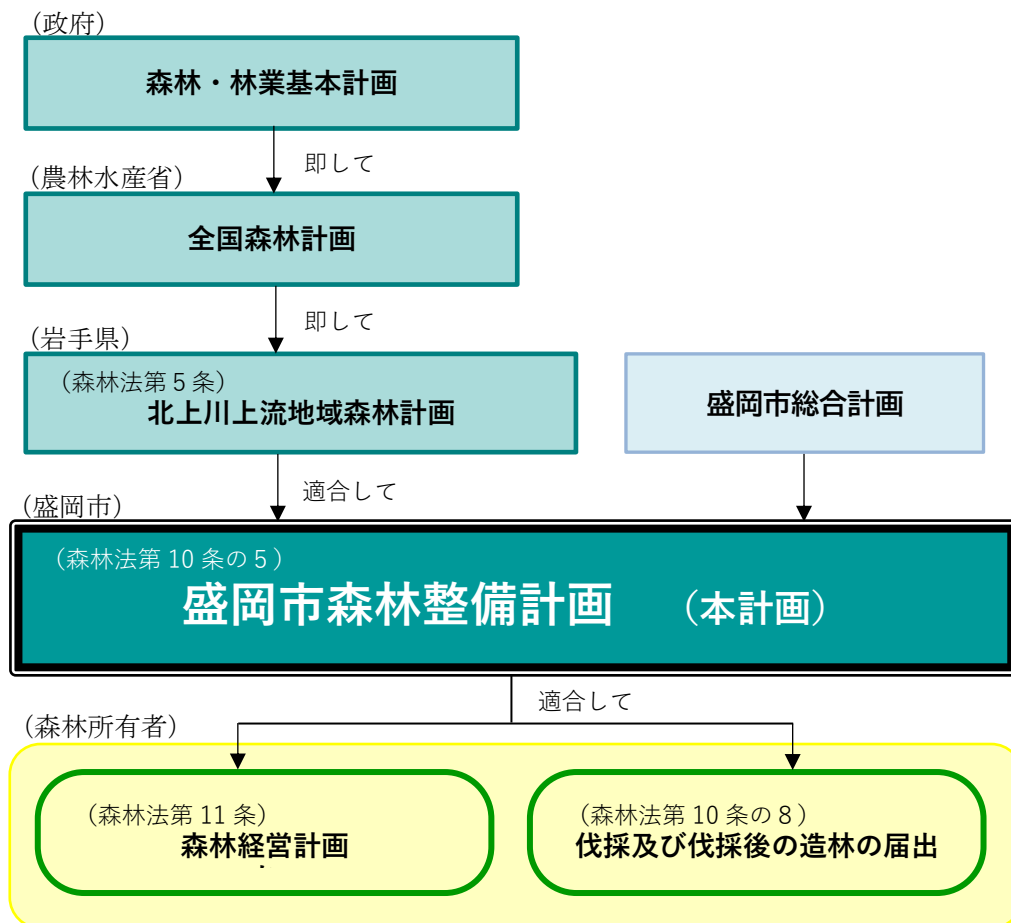 （政府）
森林・林業基本計画
即して
（農林水産省）
全国森林計画
即して
（岩手県）
（森林法第５条）
北上川上流地域森林計画
盛岡市総合計画
適合して
（盛岡市）
（森林法第 10 条の５）
盛岡市森林整備計画　（本計画）
適合して
（森林所有者）
（森林法第 11 条）
森林経営計画
（森林法第 10 条の８）
伐採及び伐採後の造林の届出